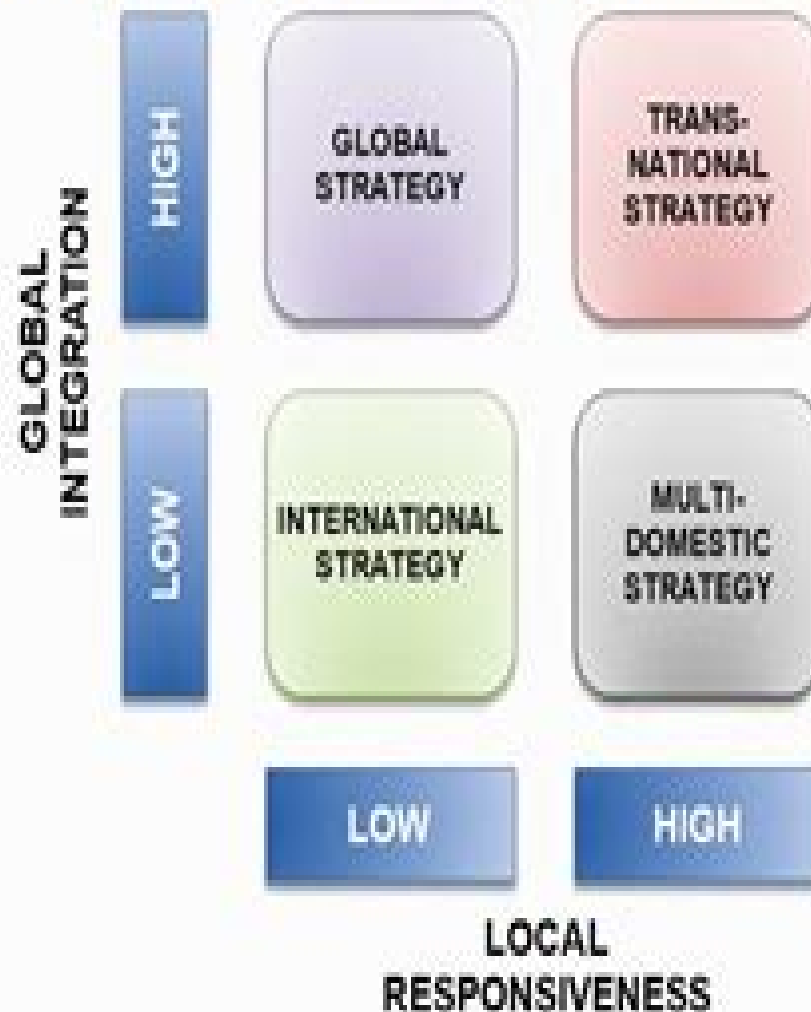 GLOBAL
INTEGRATION
HIGH
GLOBAL
STRATEGY
TRANS-
NATIONAL
STRATEGY
LOW
INTERNATIONAL
STRATEGY
MULTI-
DOMESTIC
STRATEGY
LOW
HIGH
LOCAL
RESPONSIVENESS